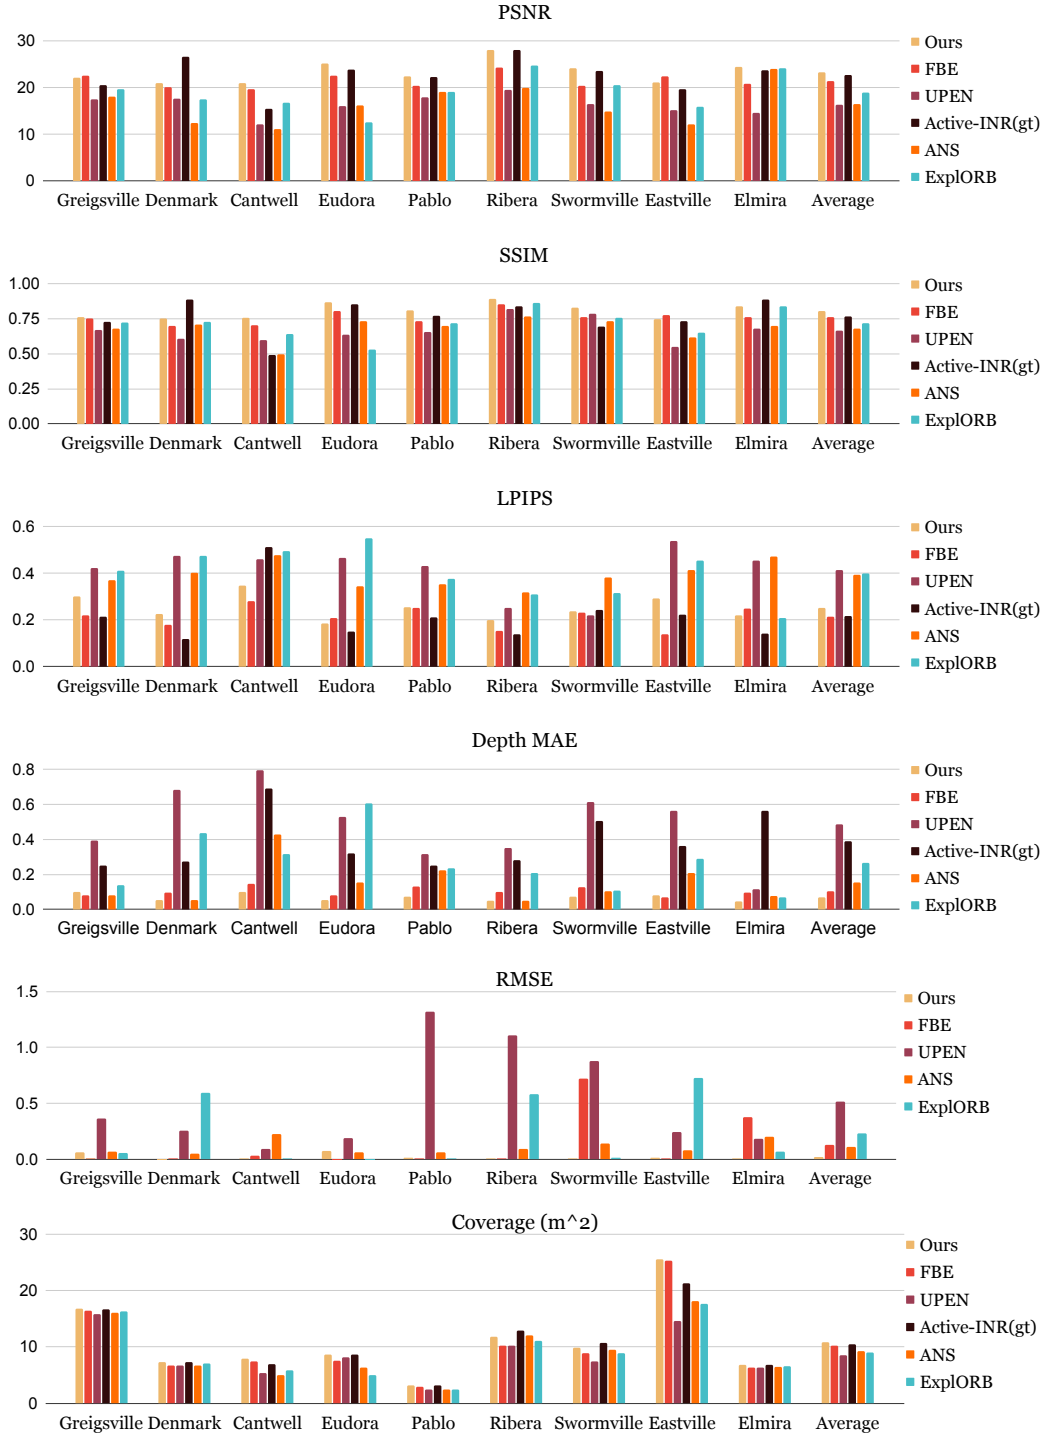 PSNR
30
20
10
0
Greigsville Denmark Cantwell Eudora Pablo Ribera Swormville Eastville Elmira Average
Ours
FBE
UPEN
Active-INR(gt)
ANS
ExplORB
SSIM
1.00
0.75
0.50
0.25
0.00
Greigsville Denmark Cantwell Eudora Pablo Ribera Swormville Eastville Elmira Average
Ours
FBE
UPEN
Active-INR(gt)
ANS
ExplORB
LPIPS
0.6
0.4
0.2
0.0
Greigsville Denmark Cantwell Eudora Pablo Ribera Swormville Eastville Elmira Average
Ours
FBE
UPEN
Active-INR(gt)
ANS
ExplORB
Depth MAE
0.8
0.6
0.4
0.2
0.0
Greigsville Denmark Cantwell Eudora Pablo Ribera Swormville Eastville Elmira Average
Ours
FBE
UPEN
Active-INR(gt)
ANS
ExplORB
RMSE
1.5
1.0
0.5
0.0
Greigsville Denmark Cantwell Eudora Pablo Ribera Swormville Eastville Elmira Average
Ours
FBE
UPEN
ANS
ExplORB
Coverage (m^2)
30
20
10
0
Greigsville Denmark Cantwell Eudora Pablo Ribera Swormville Eastville Elmira Average
Ours
FBE
UPEN
Active-INR(gt)
ANS
ExplORB